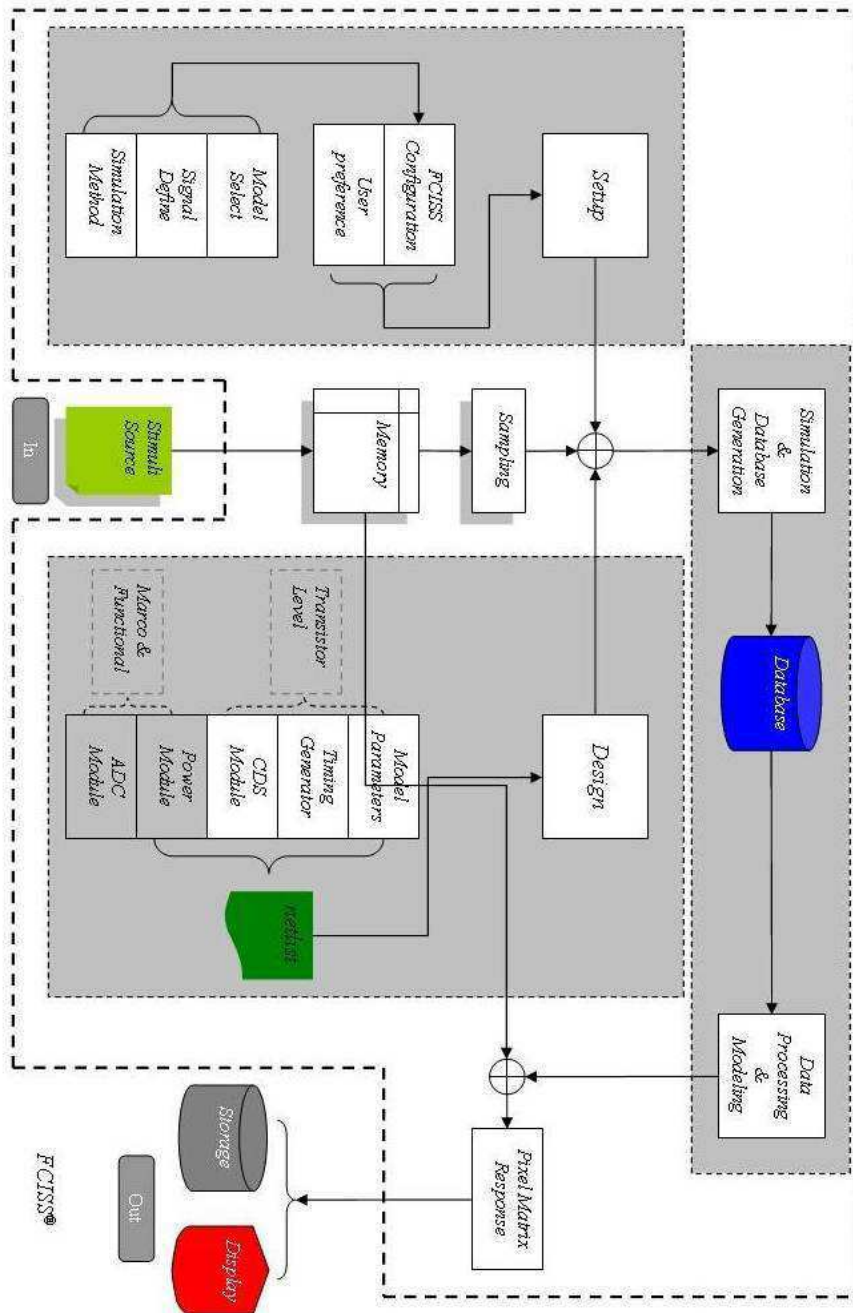 Simulation
&
Database
Generation
Database
Data
Processing
&
Modeling
Setup
Design
FCISS
Configuration
User
preference
Sampling
Memory
Pixel Matrix
Response
Model
Select
Signal
Define
Simulation
Method
Transistor
Level
Marco &
Functional
Model
Parameters
Timing
Generator
CDS
Module
Power
Module
ADC
Module
netlist
Stimuli
Source
In
Storage
Display
Out
FCISS®